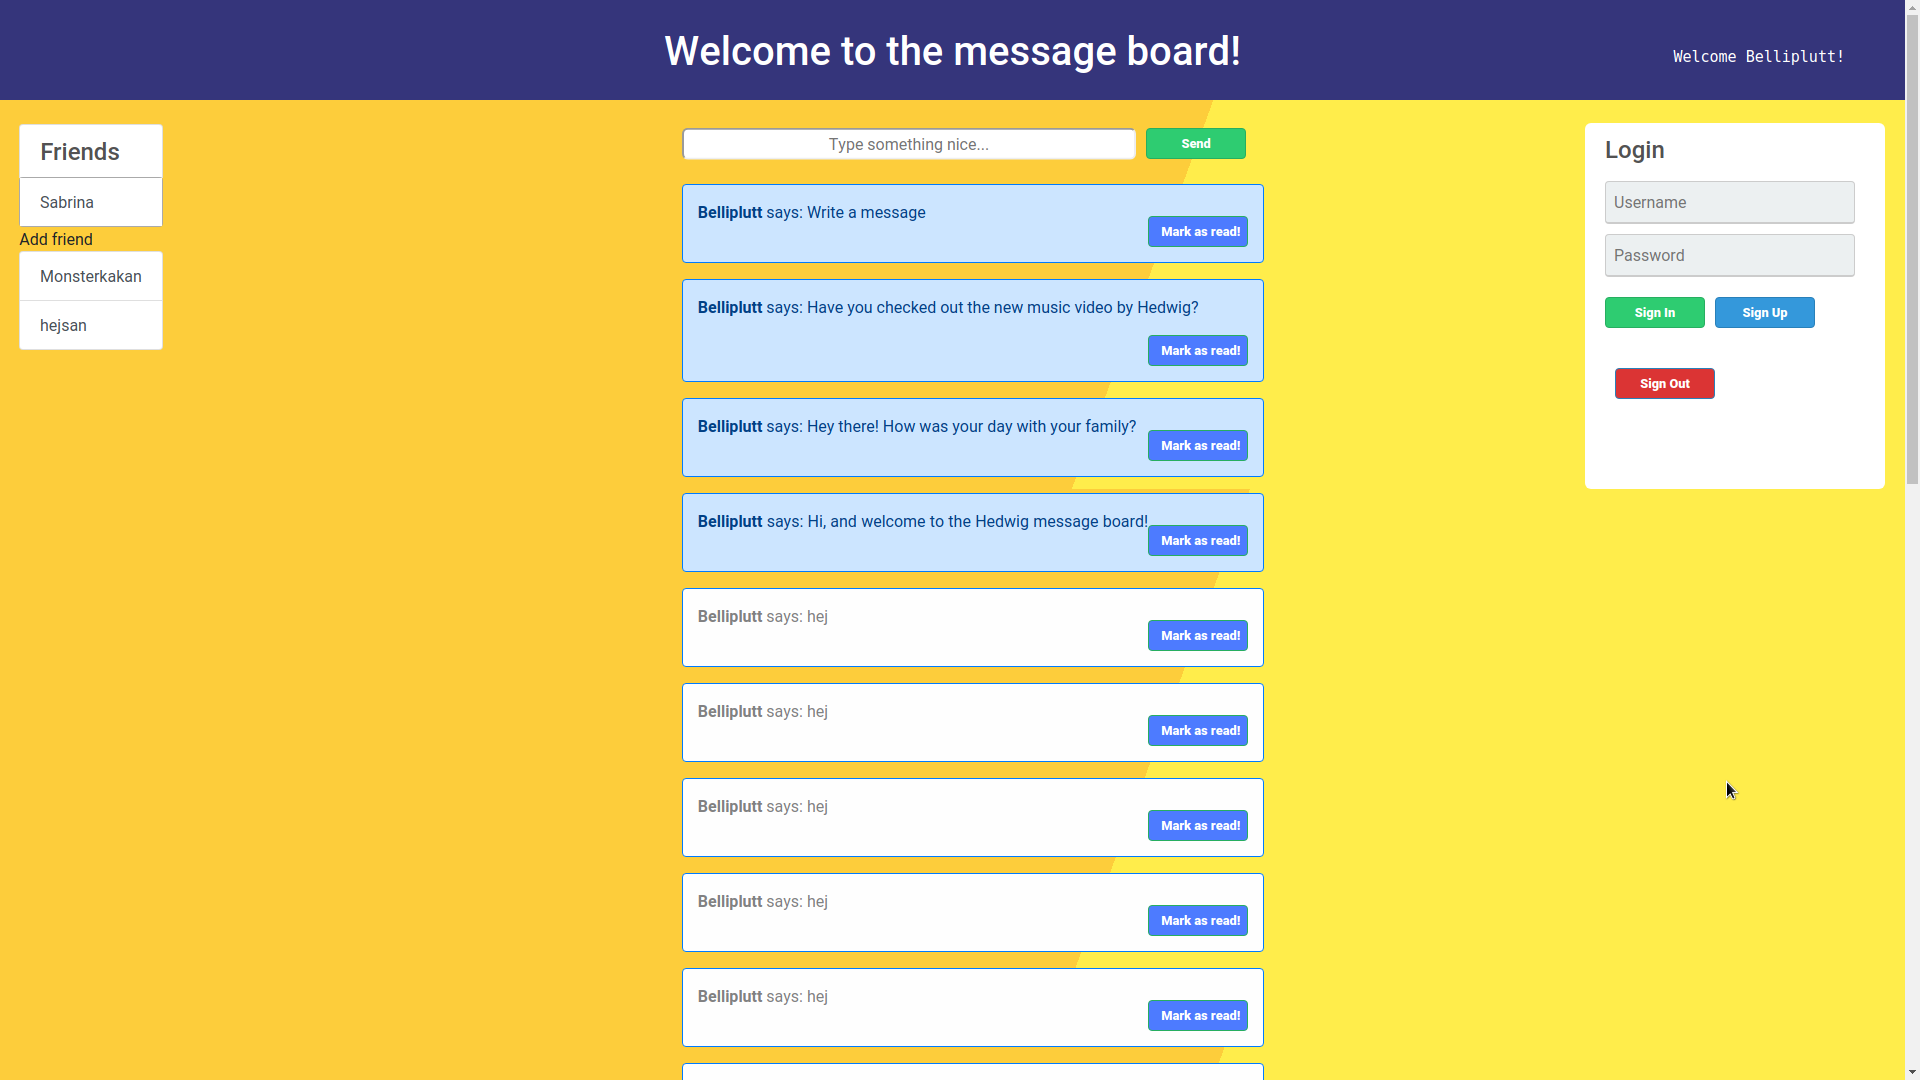 Welcome to the message board!
Welcome Belliplutt!
Friends
Sabrina
Add friend
Monsterkakan
hejsan
Type something nice...
Send
Belliplutt says: Write a message
Mark as read!
Belliplutt says: Have you checked out the new music video by Hedwig?
Mark as read!
Belliplutt says: Hey there! How was your day with your family?
Mark as read!
Belliplutt says: Hi, and welcome to the Hedwig message board!
Mark as read!
Belliplutt says: hej
Mark as read!
Belliplutt says: hej
Mark as read!
Belliplutt says: hej
Mark as read!
Belliplutt says: hej
Mark as read!
Belliplutt says: hej
Mark as read!
Login
Username
Password
Sign In
Sign Up
Sign Out